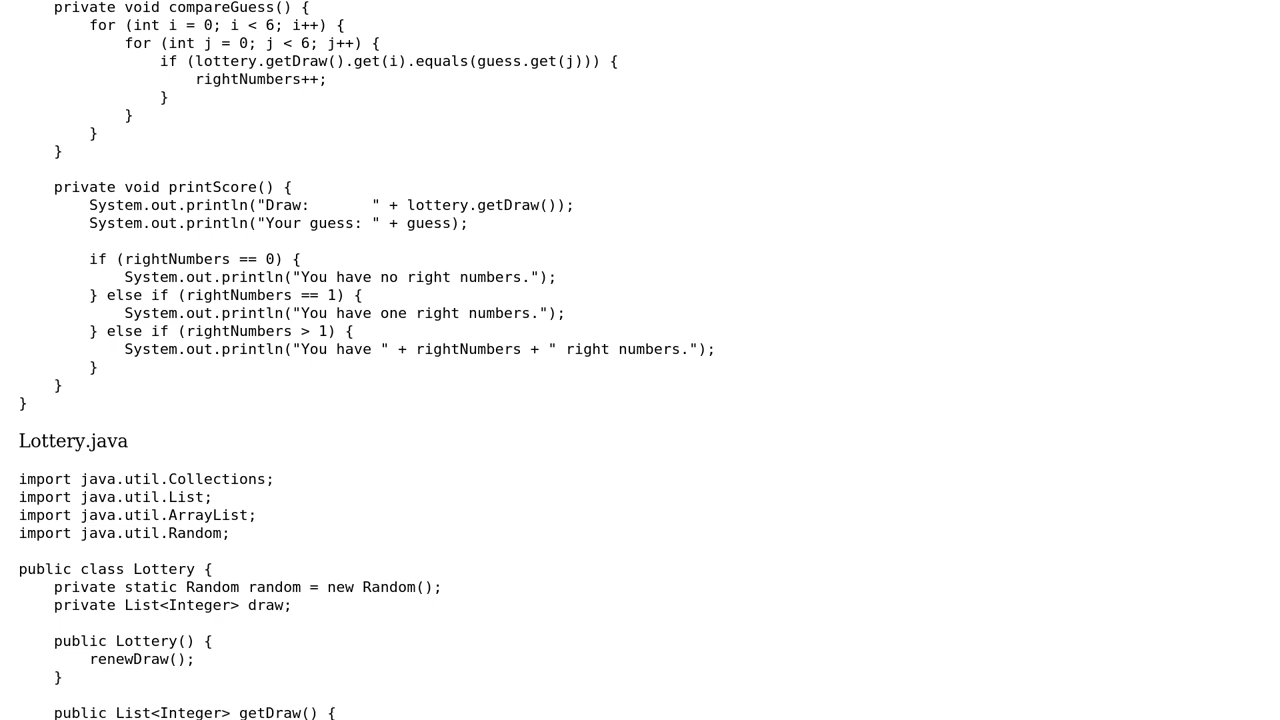 private void compareGuess() {
        for (int i = 0; i < 6; i++) {
            for (int j = 0; j < 6; j++) {
                if (lottery.getDraw().get(i).equals(guess.get(j))) {
                    rightNumbers++;
                }
            }
        }
    }

    private void printScore() {
        System.out.println("Draw:       " + lottery.getDraw());
        System.out.println("Your guess: " + guess);

        if (rightNumbers == 0) {
            System.out.println("You have no right numbers.");
        } else if (rightNumbers == 1) {
            System.out.println("You have one right numbers.");
        } else if (rightNumbers > 1) {
            System.out.println("You have " + rightNumbers + " right numbers.");
        }
    }
}

Lottery.java

import java.util.Collections;
import java.util.List;
import java.util.ArrayList;
import java.util.Random;

public class Lottery {
    private static Random random = new Random();
    private List<Integer> draw;

    public Lottery() {
        renewDraw();
    }

    public List<Integer> getDraw() {